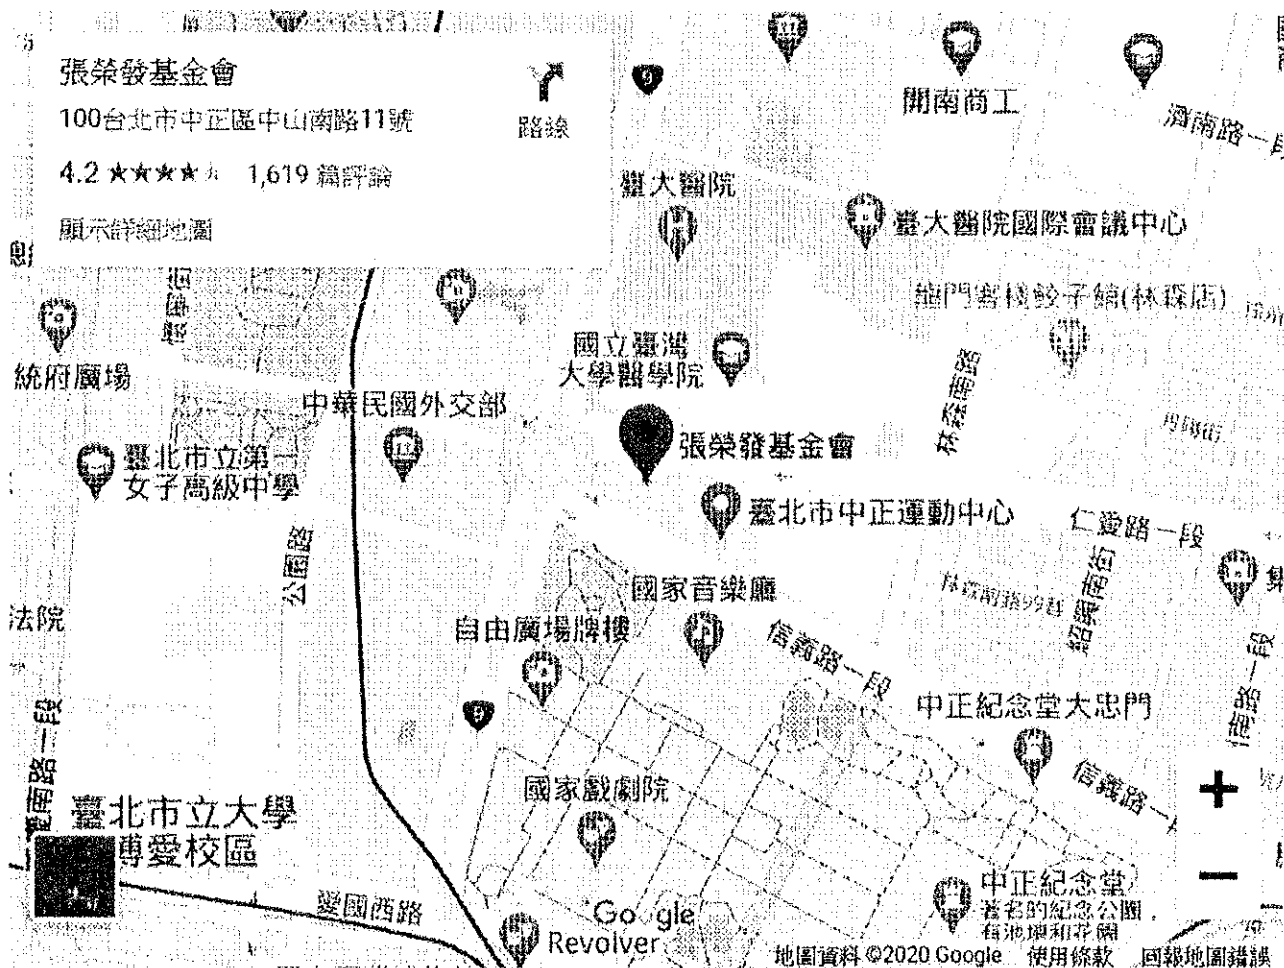 張榮發基金會
100台北市中正區中山南路11號
路線
4.2 ★★★★
1,619 篇評論
顯示詳細地圖
9
開南商工
濟南路一段
臺大醫院
臺大醫院國際會議中心
龍門客棧餃子館(林森店)
統府廣場
國立臺灣
大學醫學院
林森南路
中華民國外交部
臺北市立第一
女子高級中學
張榮發基金會
臺北市中正運動中心
仁愛路一段
公園路
紹興南街
國家音樂廳
法院
自由廣場牌樓
信義路一段
中正紀念堂大忠門
9
國家戲劇院
信義路
臺北市立大學
博愛校區
愛國西路
中正紀念堂
著名的紀念公園，
有池塘和花園
Google
Revolver
+
−
地圖資料 ©2020 Google 使用條款 回報地圖錯誤